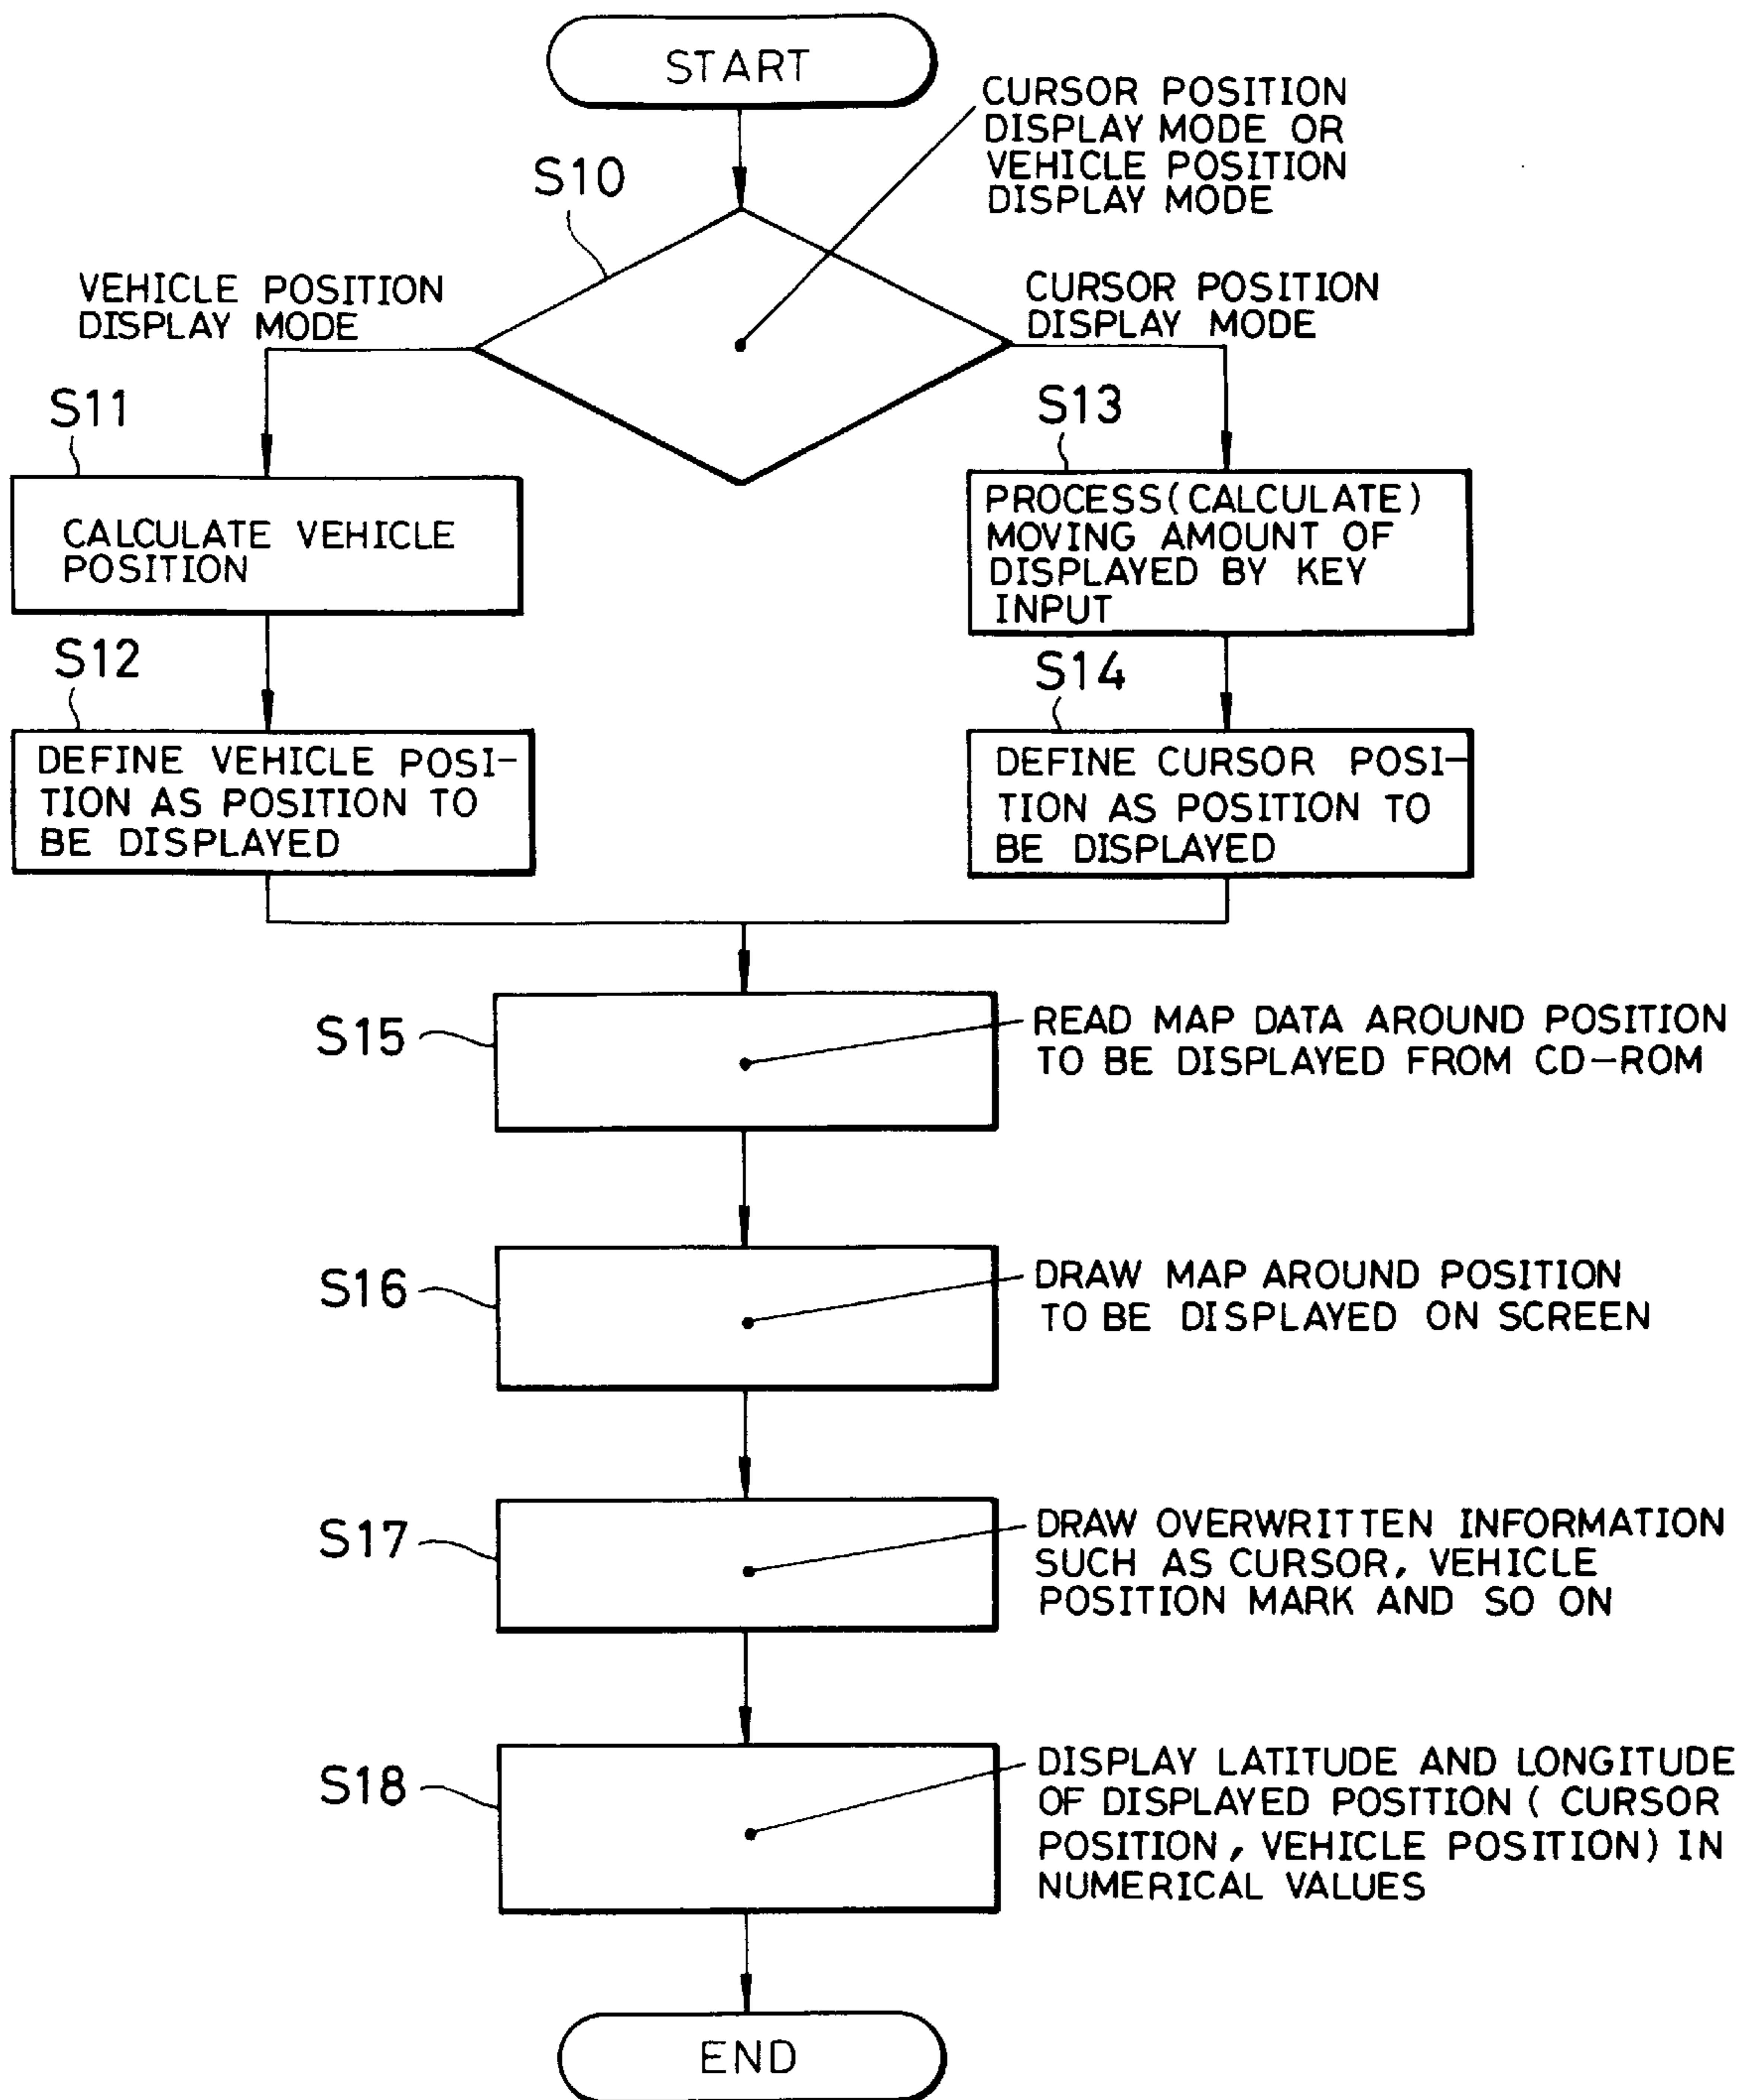 START
CURSOR POSITION
DISPLAY MODE OR
VEHICLE POSITION
DISPLAY MODE
S10
VEHICLE POSITION
DISPLAY MODE
CURSOR POSITION
DISPLAY MODE
S11
CALCULATE VEHICLE
POSITION
S13
PROCESS(CALCULATE)
MOVING AMOUNT OF
DISPLAYED BY KEY
INPUT
S12
DEFINE VEHICLE POSI-
TION AS POSITION TO
BE DISPLAYED
S14
DEFINE CURSOR POSI-
TION AS POSITION TO
BE DISPLAYED
S15
READ MAP DATA AROUND POSITION
TO BE DISPLAYED FROM CD-ROM
S16
DRAW MAP AROUND POSITION
TO BE DISPLAYED ON SCREEN
S17
DRAW OVERWRITTEN INFORMATION
SUCH AS CURSOR, VEHICLE
POSITION MARK AND SO ON
S18
DISPLAY LATITUDE AND LONGITUDE
OF DISPLAYED POSITION ( CURSOR
POSITION, VEHICLE POSITION) IN
NUMERICAL VALUES
END